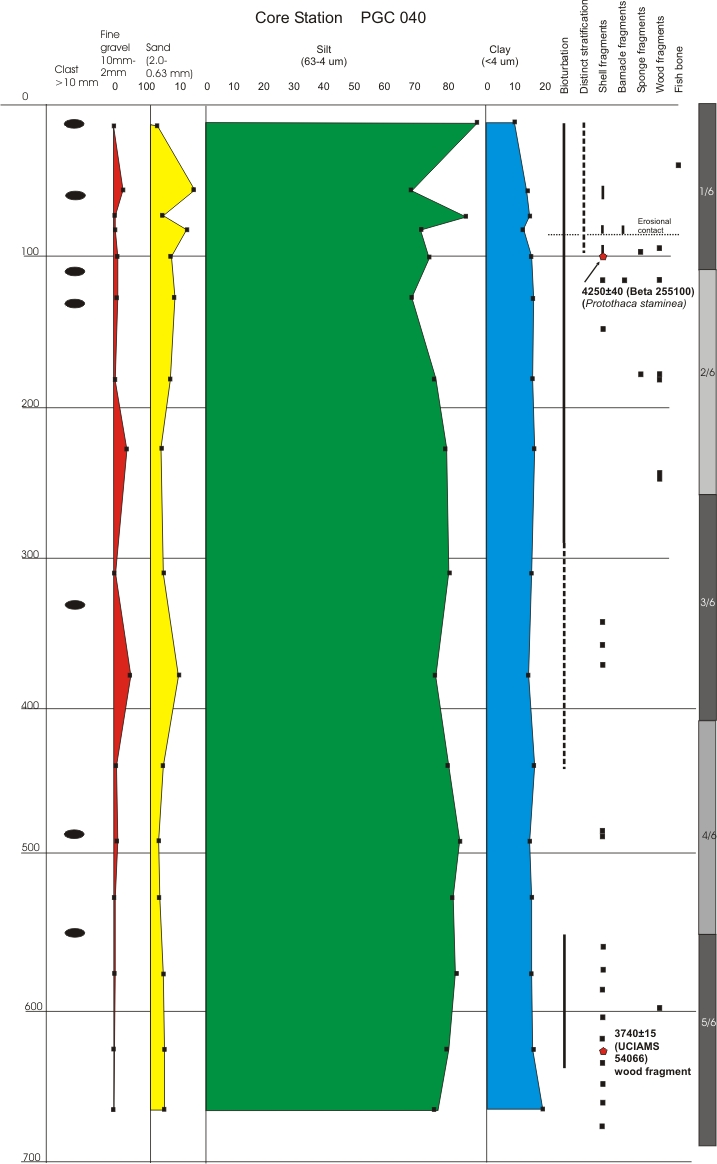 Core Station PGC 040
Clast
>10 mm
Fine
gravel
10mm-
2mm
Sand
(2.0-
0.63 mm)
Silt
(63-4 um)
Clay
(<4 um)
Bioturbation
Distinct stratification
Shell fragments
Barnacle fragments
Sponge fragments
Wood fragments
Fish bone
0 100 10 0 10 20 30 40 50 60 70 80 0 10 20
0
100
200
300
400
500
600
700
Erosional
contact
4250±40 (Beta 255100)
(Protothaca staminea)
3740±15
(UCIAMS
54066)
wood fragment
1/6
2/6
3/6
4/6
5/6